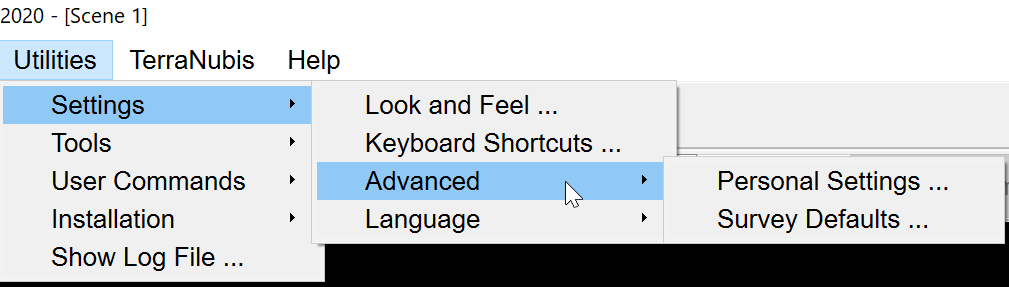 2020 - [Scene 1]
Utilities TerraNubis Help
Settings
Tools
User Commands
Installation
Show Log File ...
Look and Feel ...
Keyboard Shortcuts ...
Advanced
Language
Personal Settings ...
Survey Defaults ...